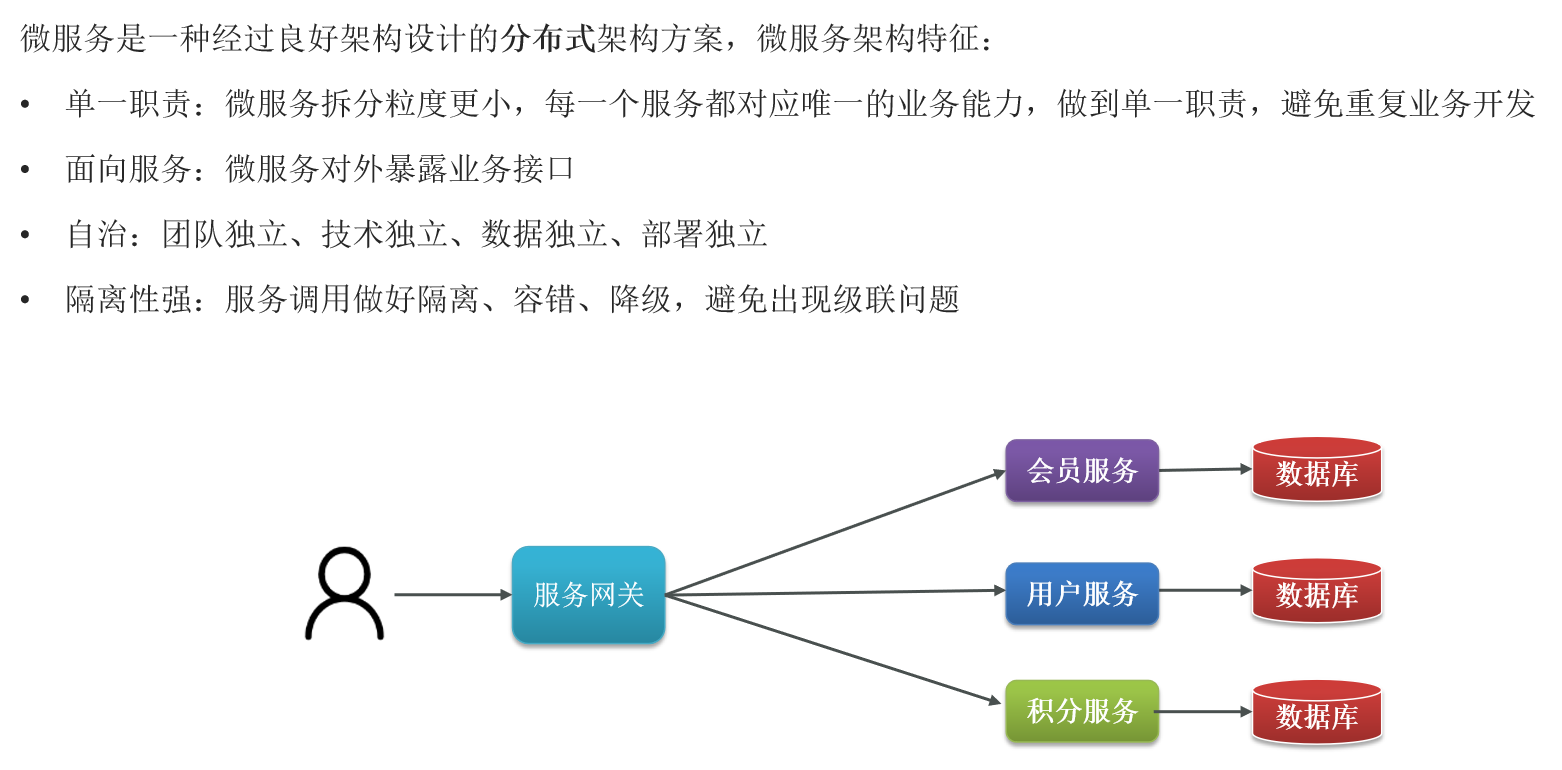 微服务是一种经过良好架构设计的分布式架构方案，微服务架构特征：
• 单一职责：微服务拆分粒度更小，每一个服务都对应唯一的业务能力，做到单一职责，避免重复业务开发
• 面向服务：微服务对外暴露业务接口
• 自治：团队独立、技术独立、数据独立、部署独立
• 隔离性强：服务调用做好隔离、容错、降级，避免出现级联问题
会员服务
数据库
服务网关
用户服务
数据库
积分服务
数据库